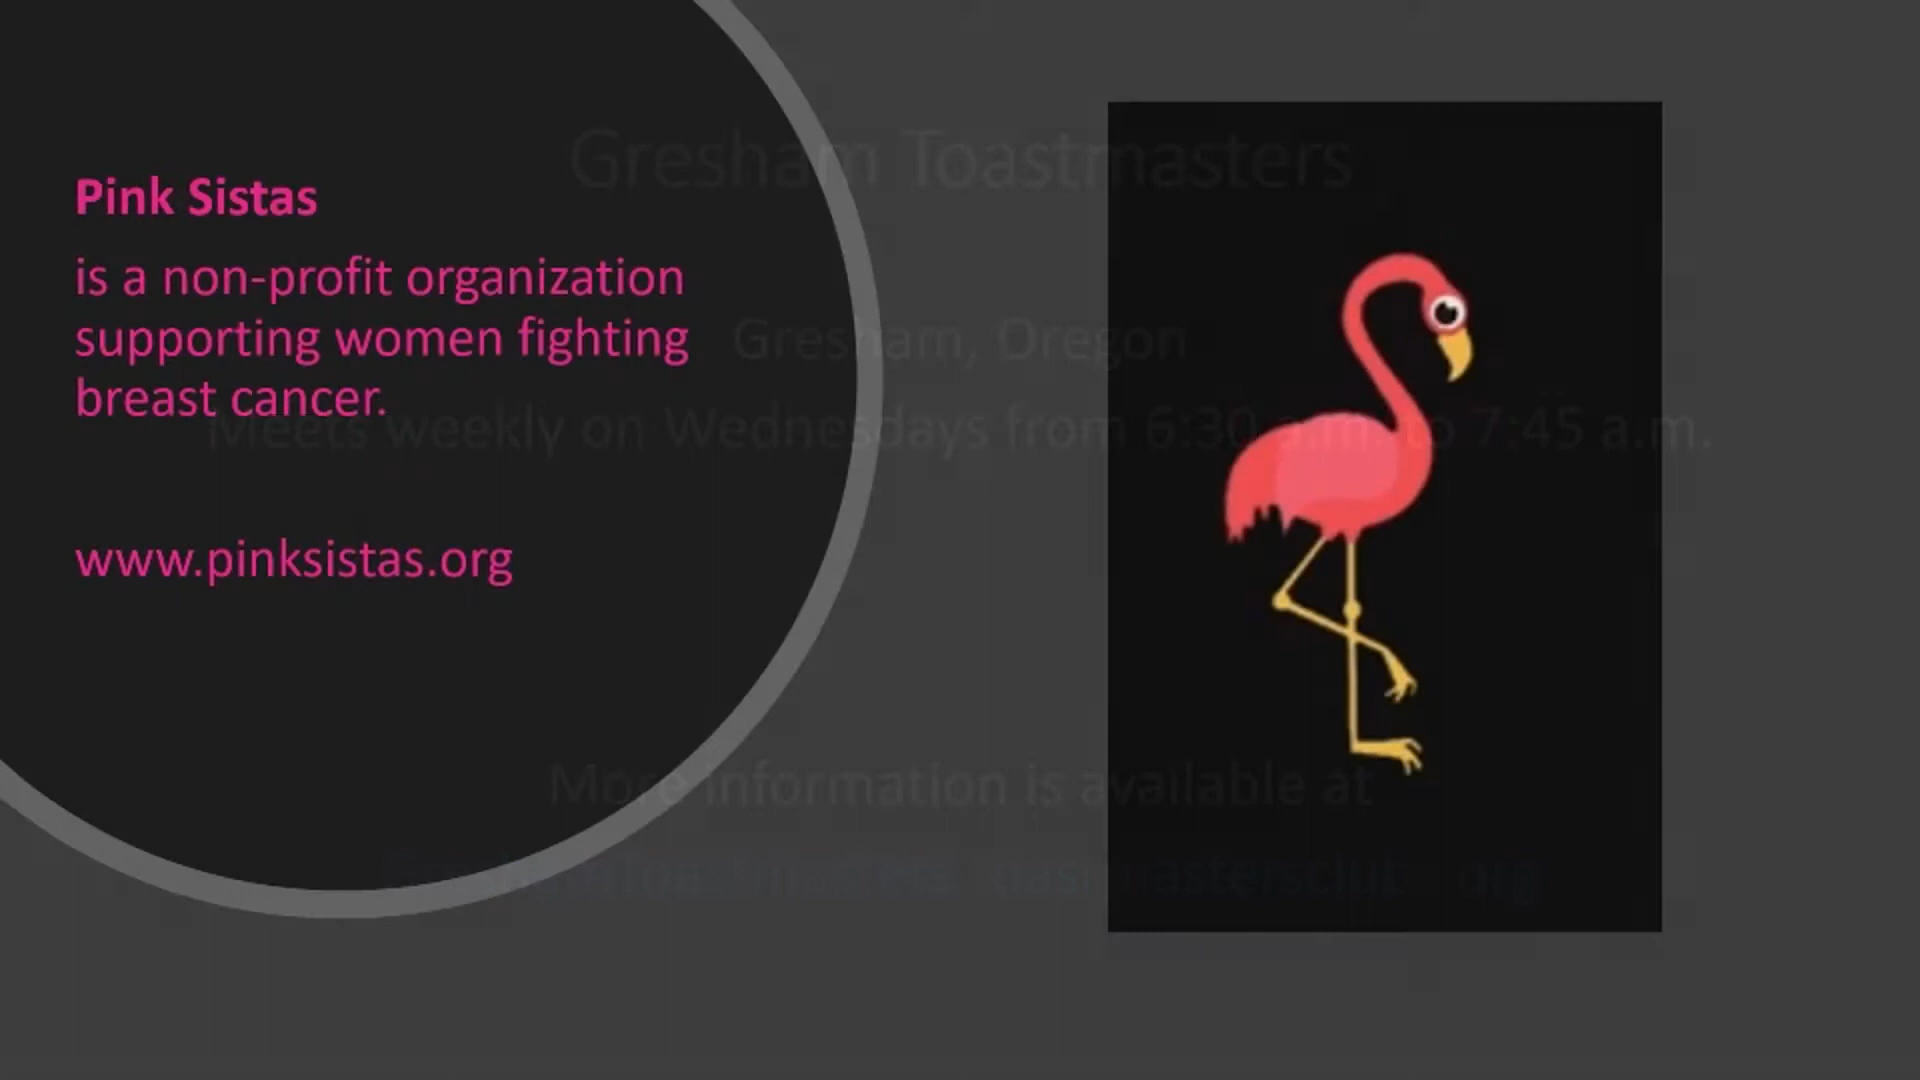 Pink Sistas
is a non-profit organization
supporting women fighting
breast cancer.
www.pinksistas.org
Gresham Toastmasters
Gresham, Oregon
Meets weekly on Wednesdays from 6:30 a.m. to 7:45 a.m.
More information is available at